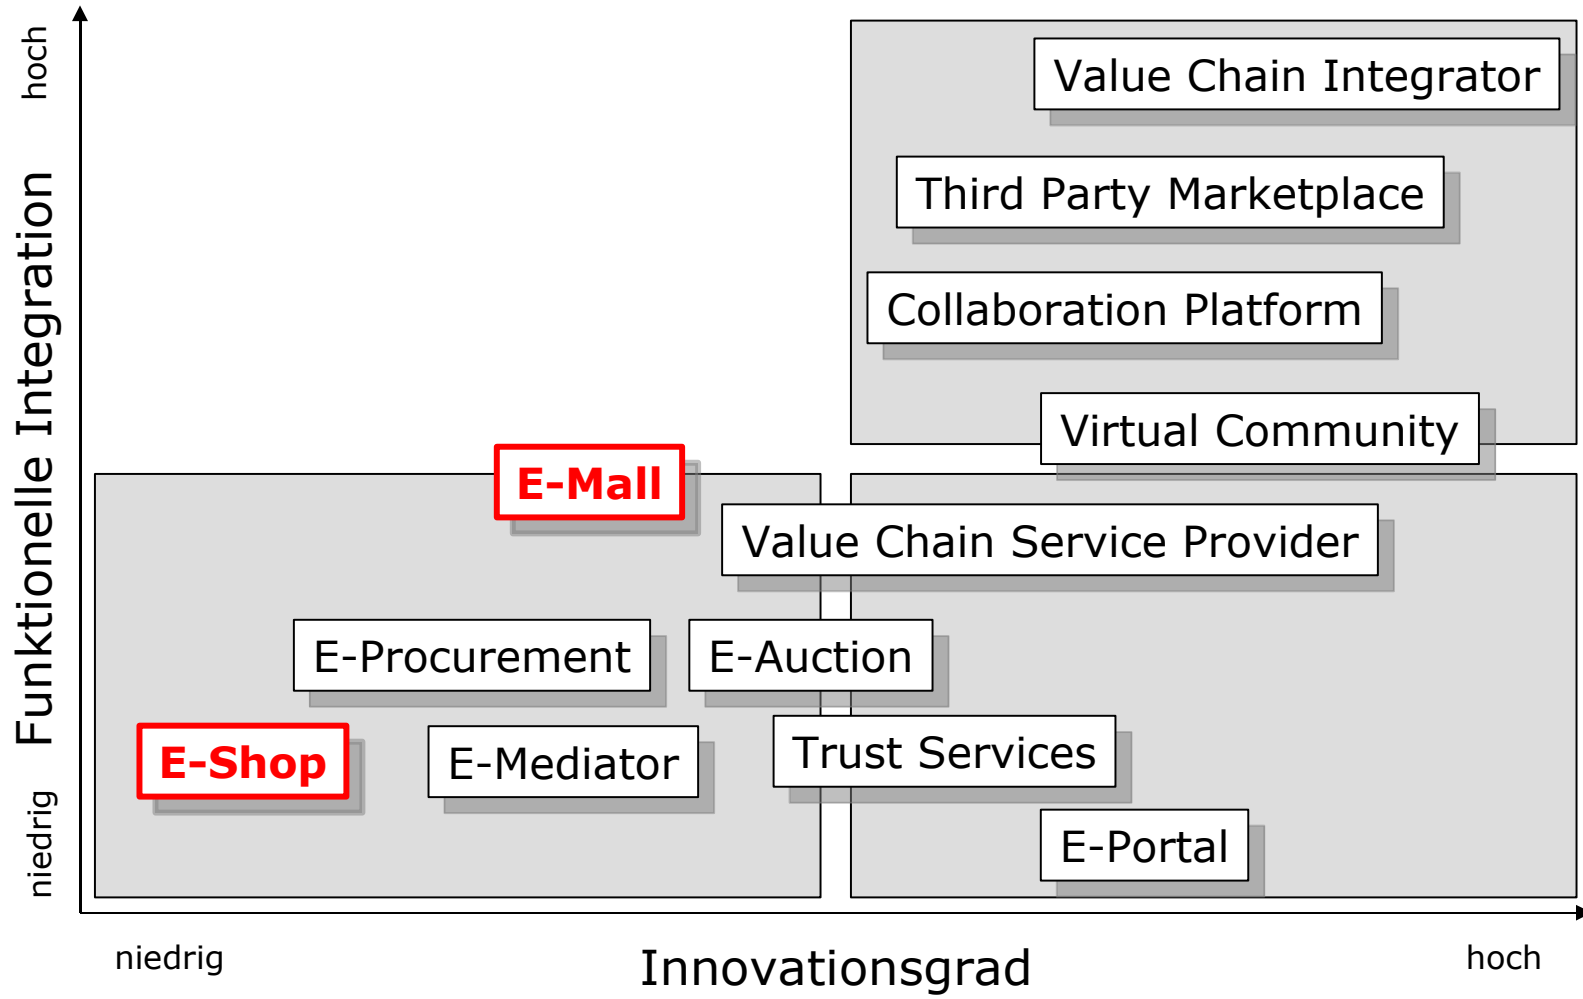 hoch
Funktionelle Integration
niedrig
Value Chain Integrator
Third Party Marketplace
Collaboration Platform
Virtual Community
E-Mall
Value Chain Service Provider
E-Procurement
E-Auction
E-Shop
E-Mediator
Trust Services
E-Portal
niedrig
Innovationsgrad
hoch